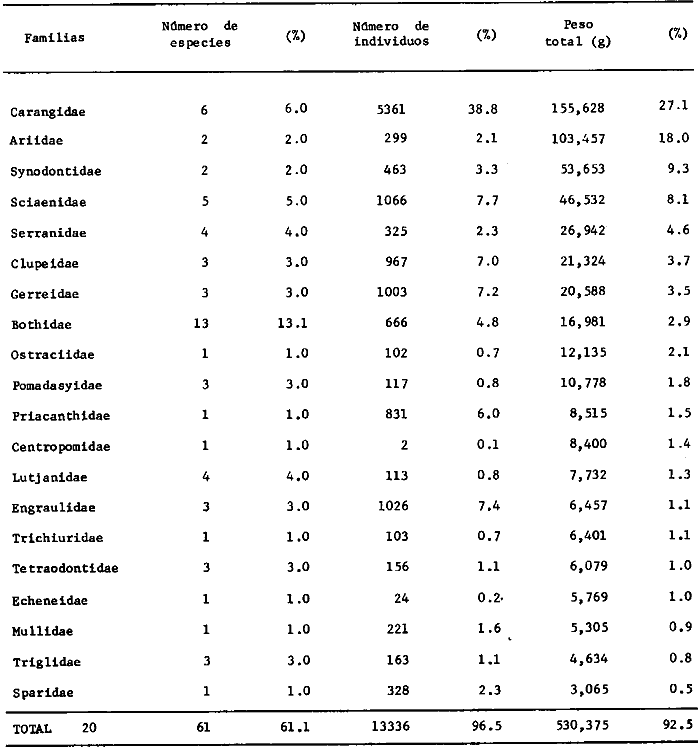 Familias Número de especies (%) Número de individuos (%) Peso total (g) (%)
Carangidae 6 6.0 5361 38.8 155,628 27.1
Ariidae 2 2.0 299 2.1 103,457 18.0
Synodontidae 2 2.0 463 3.3 53,653 9.3
Sciaenidae 5 5.0 1066 7.7 46,532 8.1
Serranidae 4 4.0 325 2.3 26,942 4.6
Clupeidae 3 3.0 967 7.0 21,324 3.7
Gerreidae 3 3.0 1003 7.2 20,588 3.5
Bothidae 13 13.1 666 4.8 16,981 2.9
Ostraciidae 1 1.0 102 0.7 12,135 2.1
Pomadasyidae 3 3.0 117 0.8 10,778 1.8
Priacanthidae 1 1.0 831 6.0 8,515 1.5
Centropomidae 1 1.0 2 0.1 8,400 1.4
Lutjanidae 4 4.0 113 0.8 7,732 1.3
Engraulidae 3 3.0 1026 7.4 6,457 1.1
Trichiuridae 1 1.0 103 0.7 6,401 1.1
Tetraodontidae 3 3.0 156 1.1 6,079 1.0
Echeneidae 1 1.0 24 0.2 5,769 1.0
Mullidae 1 1.0 221 1.6 5,305 0.9
Triglidae 3 3.0 163 1.1 4,634 0.8
Sparidae 1 1.0 328 2.3 3,065 0.5
TOTAL 20 61 61.1 13336 96.5 530,375 92.5